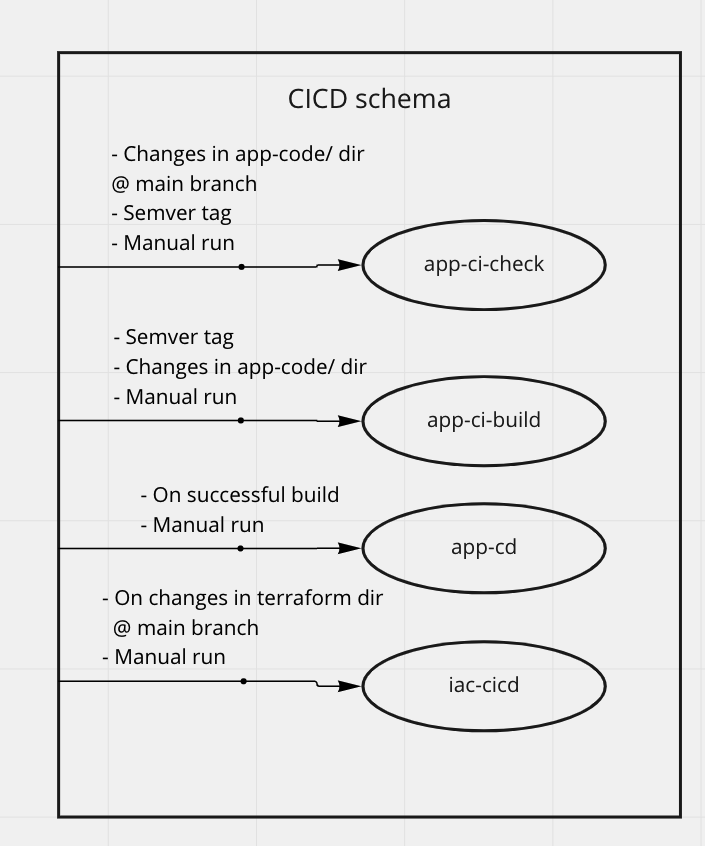 CICD schema
- Changes in app-code/ dir
@ main branch
- Semver tag
- Manual run
app-ci-check
- Semver tag
- Changes in app-code/ dir
- Manual run
app-ci-build
- On successful build
- Manual run
app-cd
- On changes in terraform dir
@ main branch
- Manual run
iac-cicd